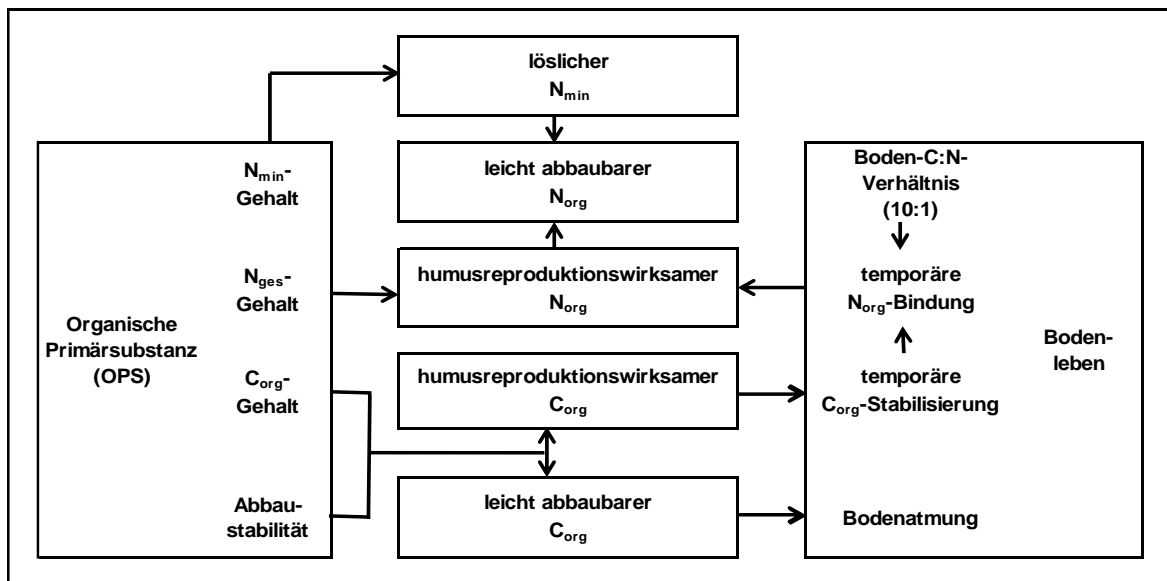 löslicher
Nmin
leicht abbaubarer
Norg
humusreproduktionswirksamer
Norg
humusreproduktionswirksamer
Corg
leicht abbaubarer
Corg
Organische
Primärsubstanz
(OPS)
Nmin-
Gehalt
Nges-
Gehalt
Corg-
Gehalt
Abbau-
stabilität
Boden-C:N-
Verhältnis
(10:1)
temporäre
Norg-Bindung
temporäre
Corg-Stabilisierung
Bodenatmung
Boden-
leben